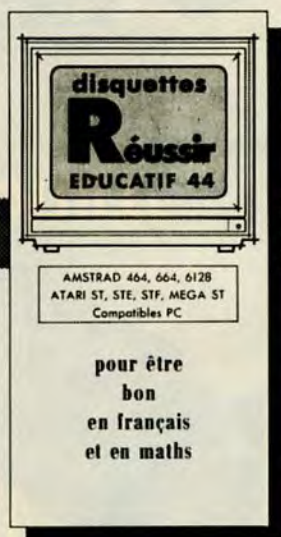 disquettes
Réussir
EDUCATIF 44
AMSTRAD 464, 664, 6128
ATARI ST, STE, STF, MEGA ST
Compatibles PC
pour être
bon
en français
et en maths